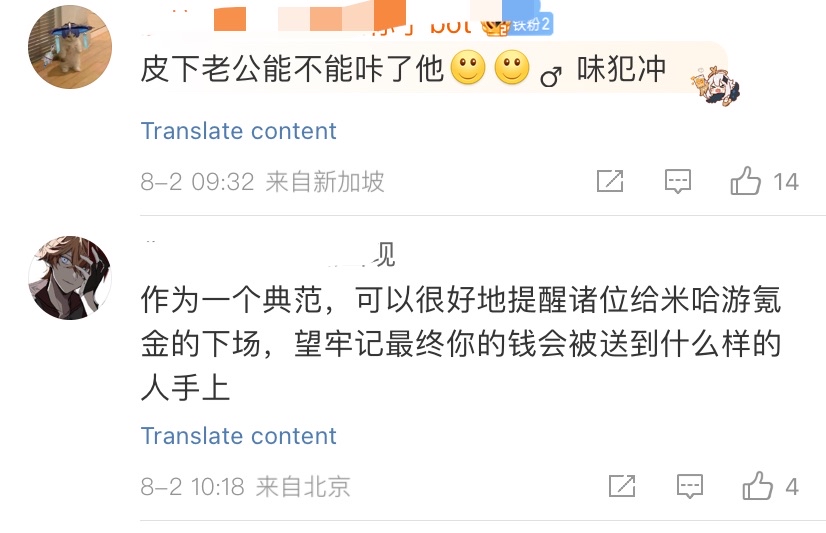 bot 铁粉2
皮下老公能不能咔了他🙂🙂♂ 味犯冲
Translate content
8-2 09:32 来自新加坡
14
观
作为一个典范，可以很好地提醒诸位给米哈游氪
金的下场，望牢记最终你的钱会被送到什么样的
人手上
Translate content
8-2 10:18 来自北京
4